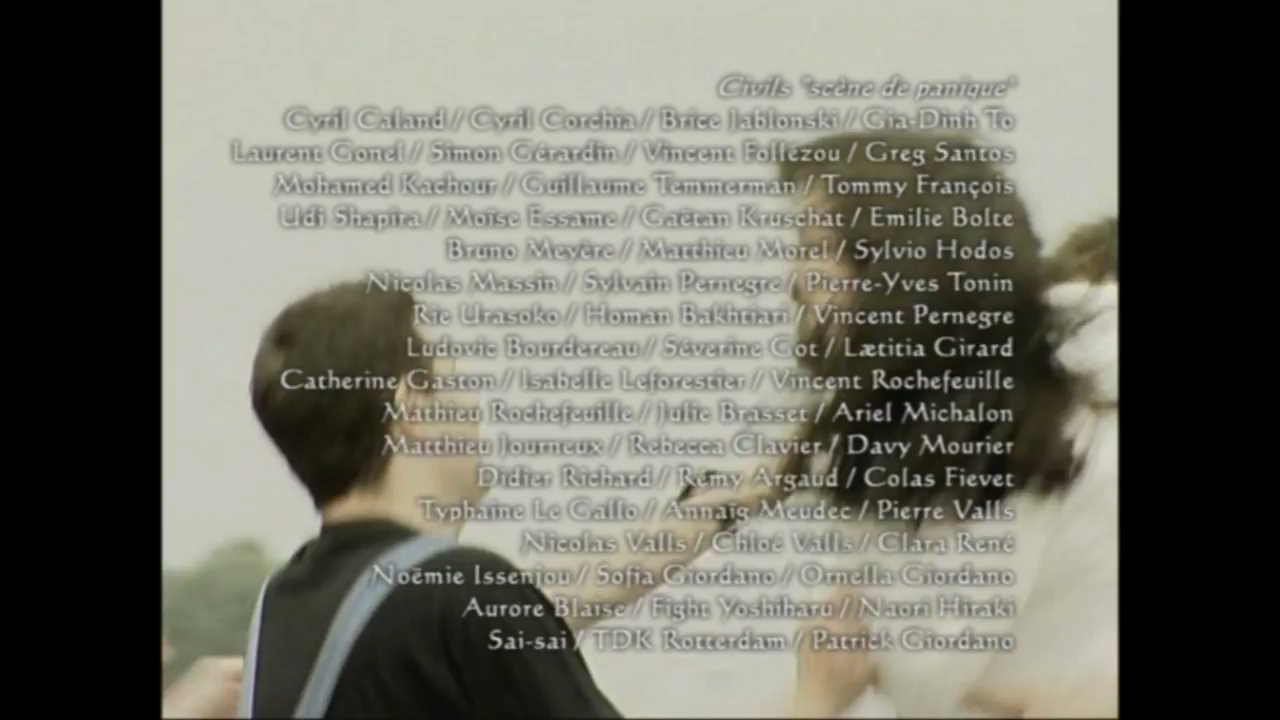 Civils "scène de panique"
Cyril Caland / Cyril Corchia / Brice Jablonski / Gia-Dinh To
Laurent Gonel / Simon Gérardin / Vincent Follézou / Greg Santos
Mohamed Kachour / Guillaume Temmerman / Tommy François
Udi Shapira / Moïse Essame / Gaëtan Kruschat / Emilie Bolte
Bruno Meyère / Matthieu Morel / Sylvio Hodos
Nicolas Massin / Sylvain Pernegre / Pierre-Yves Tonin
Rie Urasoko / Homan Bakhtiari / Vincent Pernegre
Ludovic Bourdereau / Séverine Got / Lætitia Girard
Catherine Gaston / Isabelle Leforestier / Vincent Rochefeuille
Mathieu Rochefeuille / Julie Brasset / Ariel Michalon
Matthieu Journeux / Rebecca Clavier / Davy Mourier
Didier Richard / Rémy Argaud / Colas Fievet
Typhaine Le Gallo / Annaïg Meudec / Pierre Valls
Nicolas Valls / Chloé Valls / Clara René
Noëmie Issenjou / Sofia Giordano / Ornella Giordano
Aurore Blaise / Fight Yoshiharu / Naori Hiraki
Sai-sai / TDK Rotterdam / Patrick Giordano